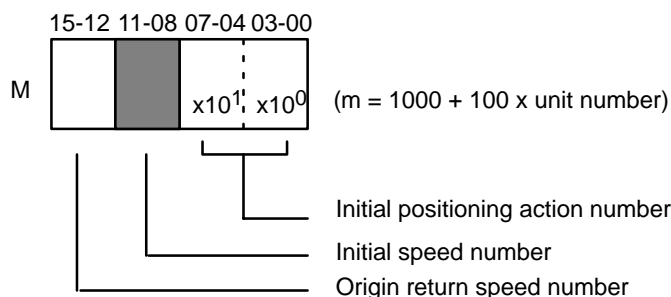 15-12 11-08 07-04 03-00
M x10¹ x10⁰ (m = 1000 + 100 x unit number)
Initial positioning action number
Initial speed number
Origin return speed number